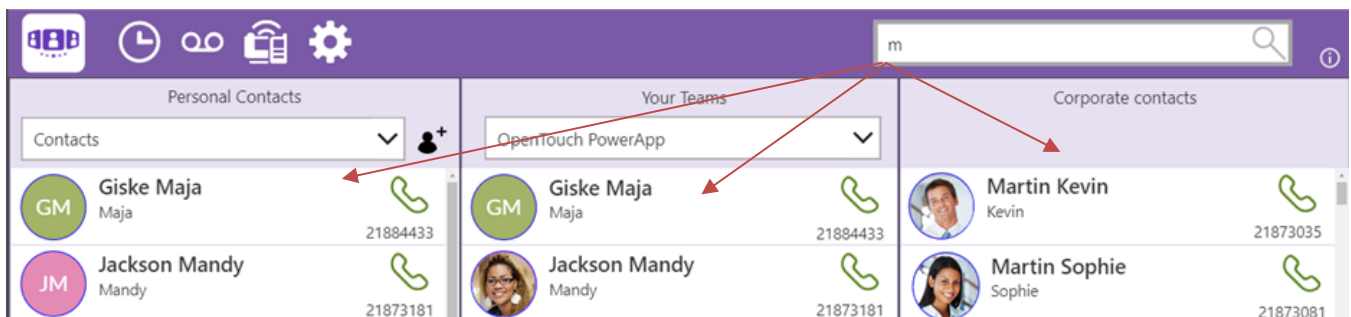 m
Personal Contacts
Your Teams
Corporate contacts
Contacts
OpenTouch PowerApp
GM
Giske Maja
Maja
21884433
GM
Giske Maja
Maja
21884433
Martin Kevin
Kevin
21873035
JM
Jackson Mandy
Mandy
21873181
Jackson Mandy
Mandy
21873181
Martin Sophie
Sophie
21873081